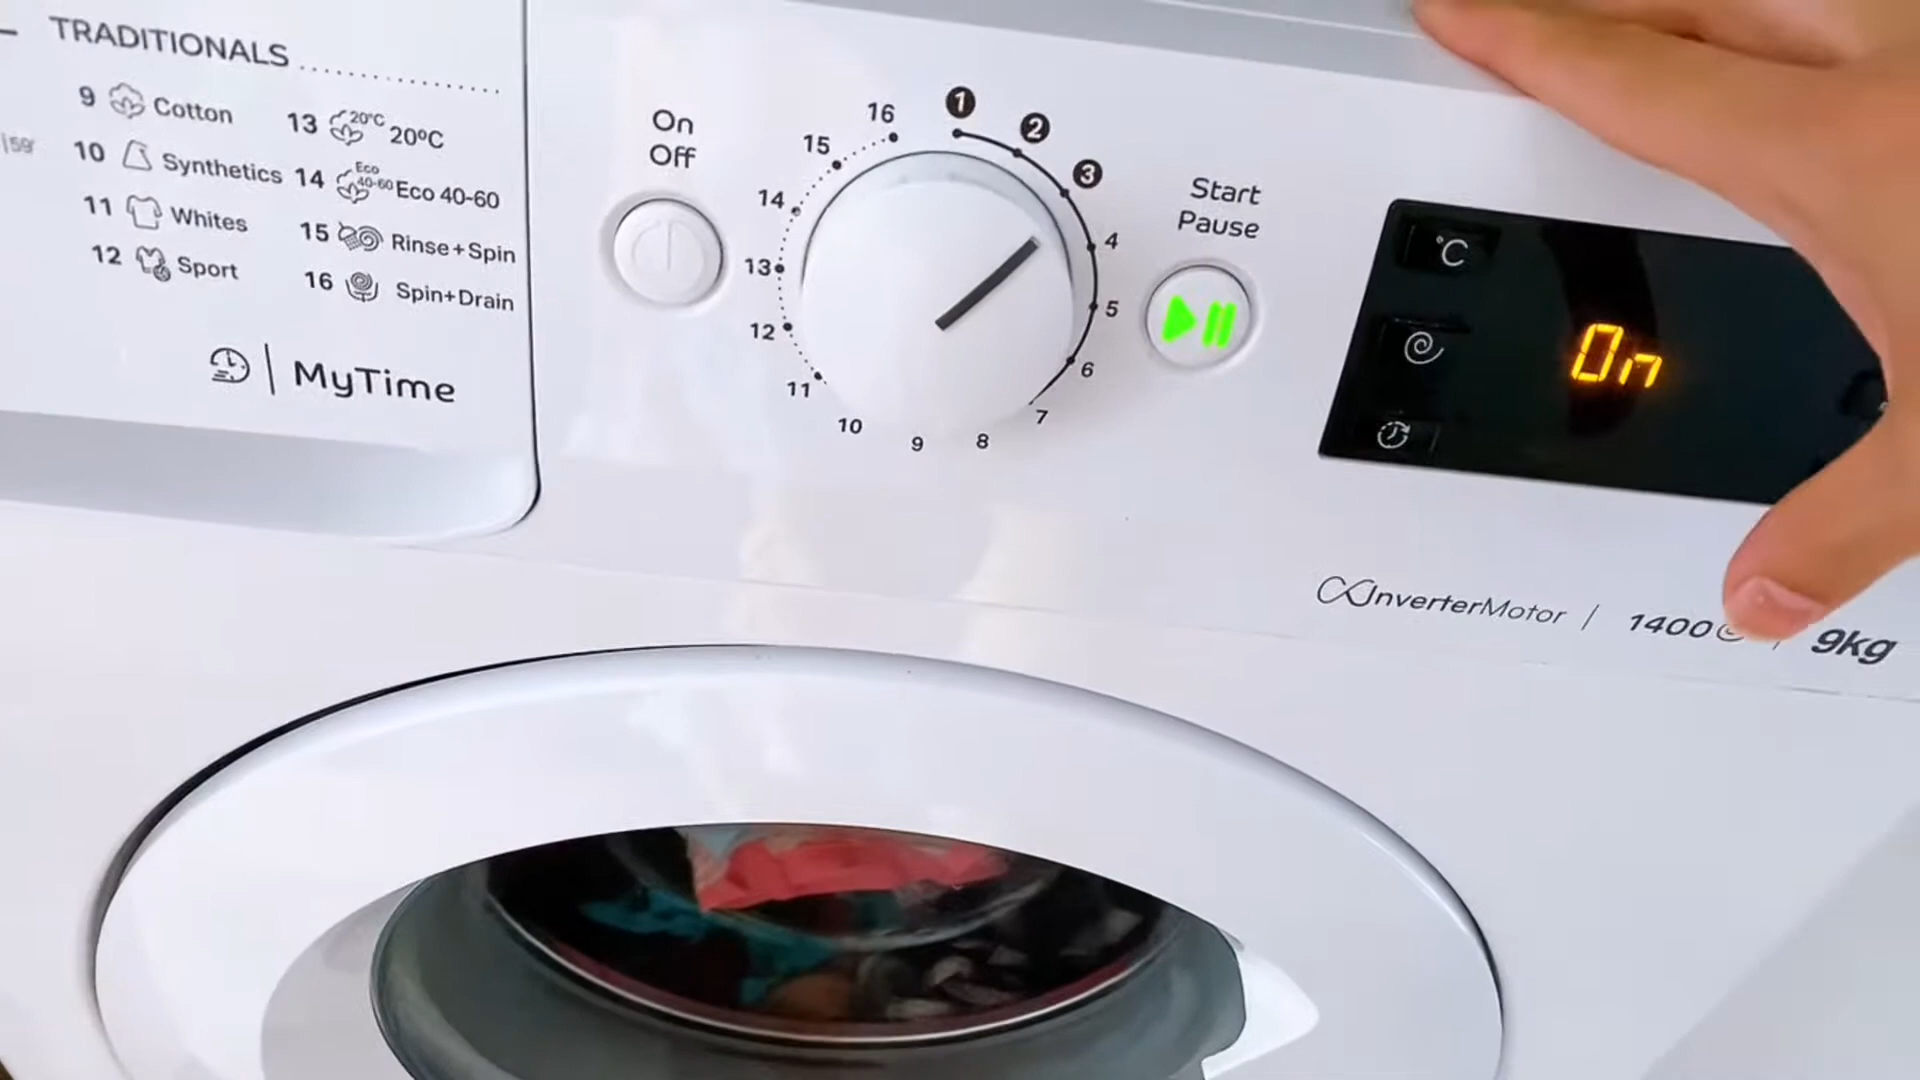 TRADITIONALS
9 Cotton
10 Synthetics
11 Whites
12 Sport
13 20°C 20°C
14 Eco 40-60 Eco 40-60
15 Rinse+Spin
16 Spin+Drain
59'
MyTime
On
Off
1
2
3
4
5
6
7
8
9
10
11
12
13
14
15
16
Start
Pause
°C
On
InverterMotor / 1400
9kg